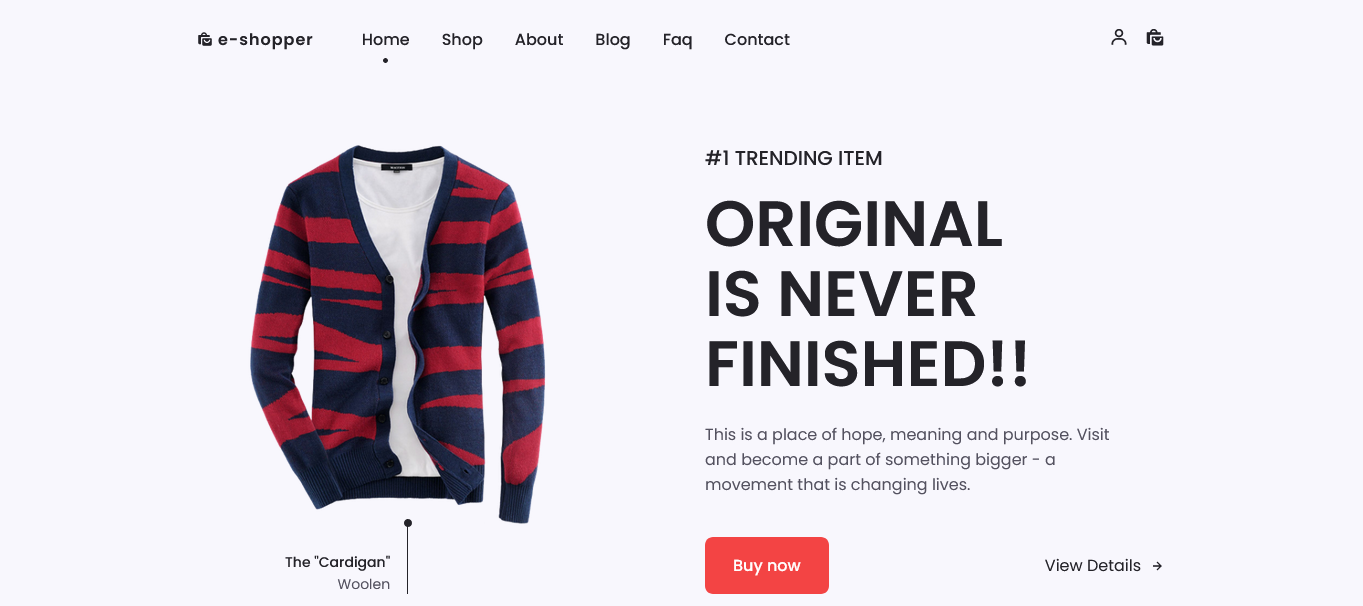 e-shopper Home Shop About Blog Faq Contact
#1 TRENDING ITEM
ORIGINAL
IS NEVER
FINISHED!!
This is a place of hope, meaning and purpose. Visit
and become a part of something bigger - a
movement that is changing lives.
Buy now View Details →
The "Cardigan"
Woolen